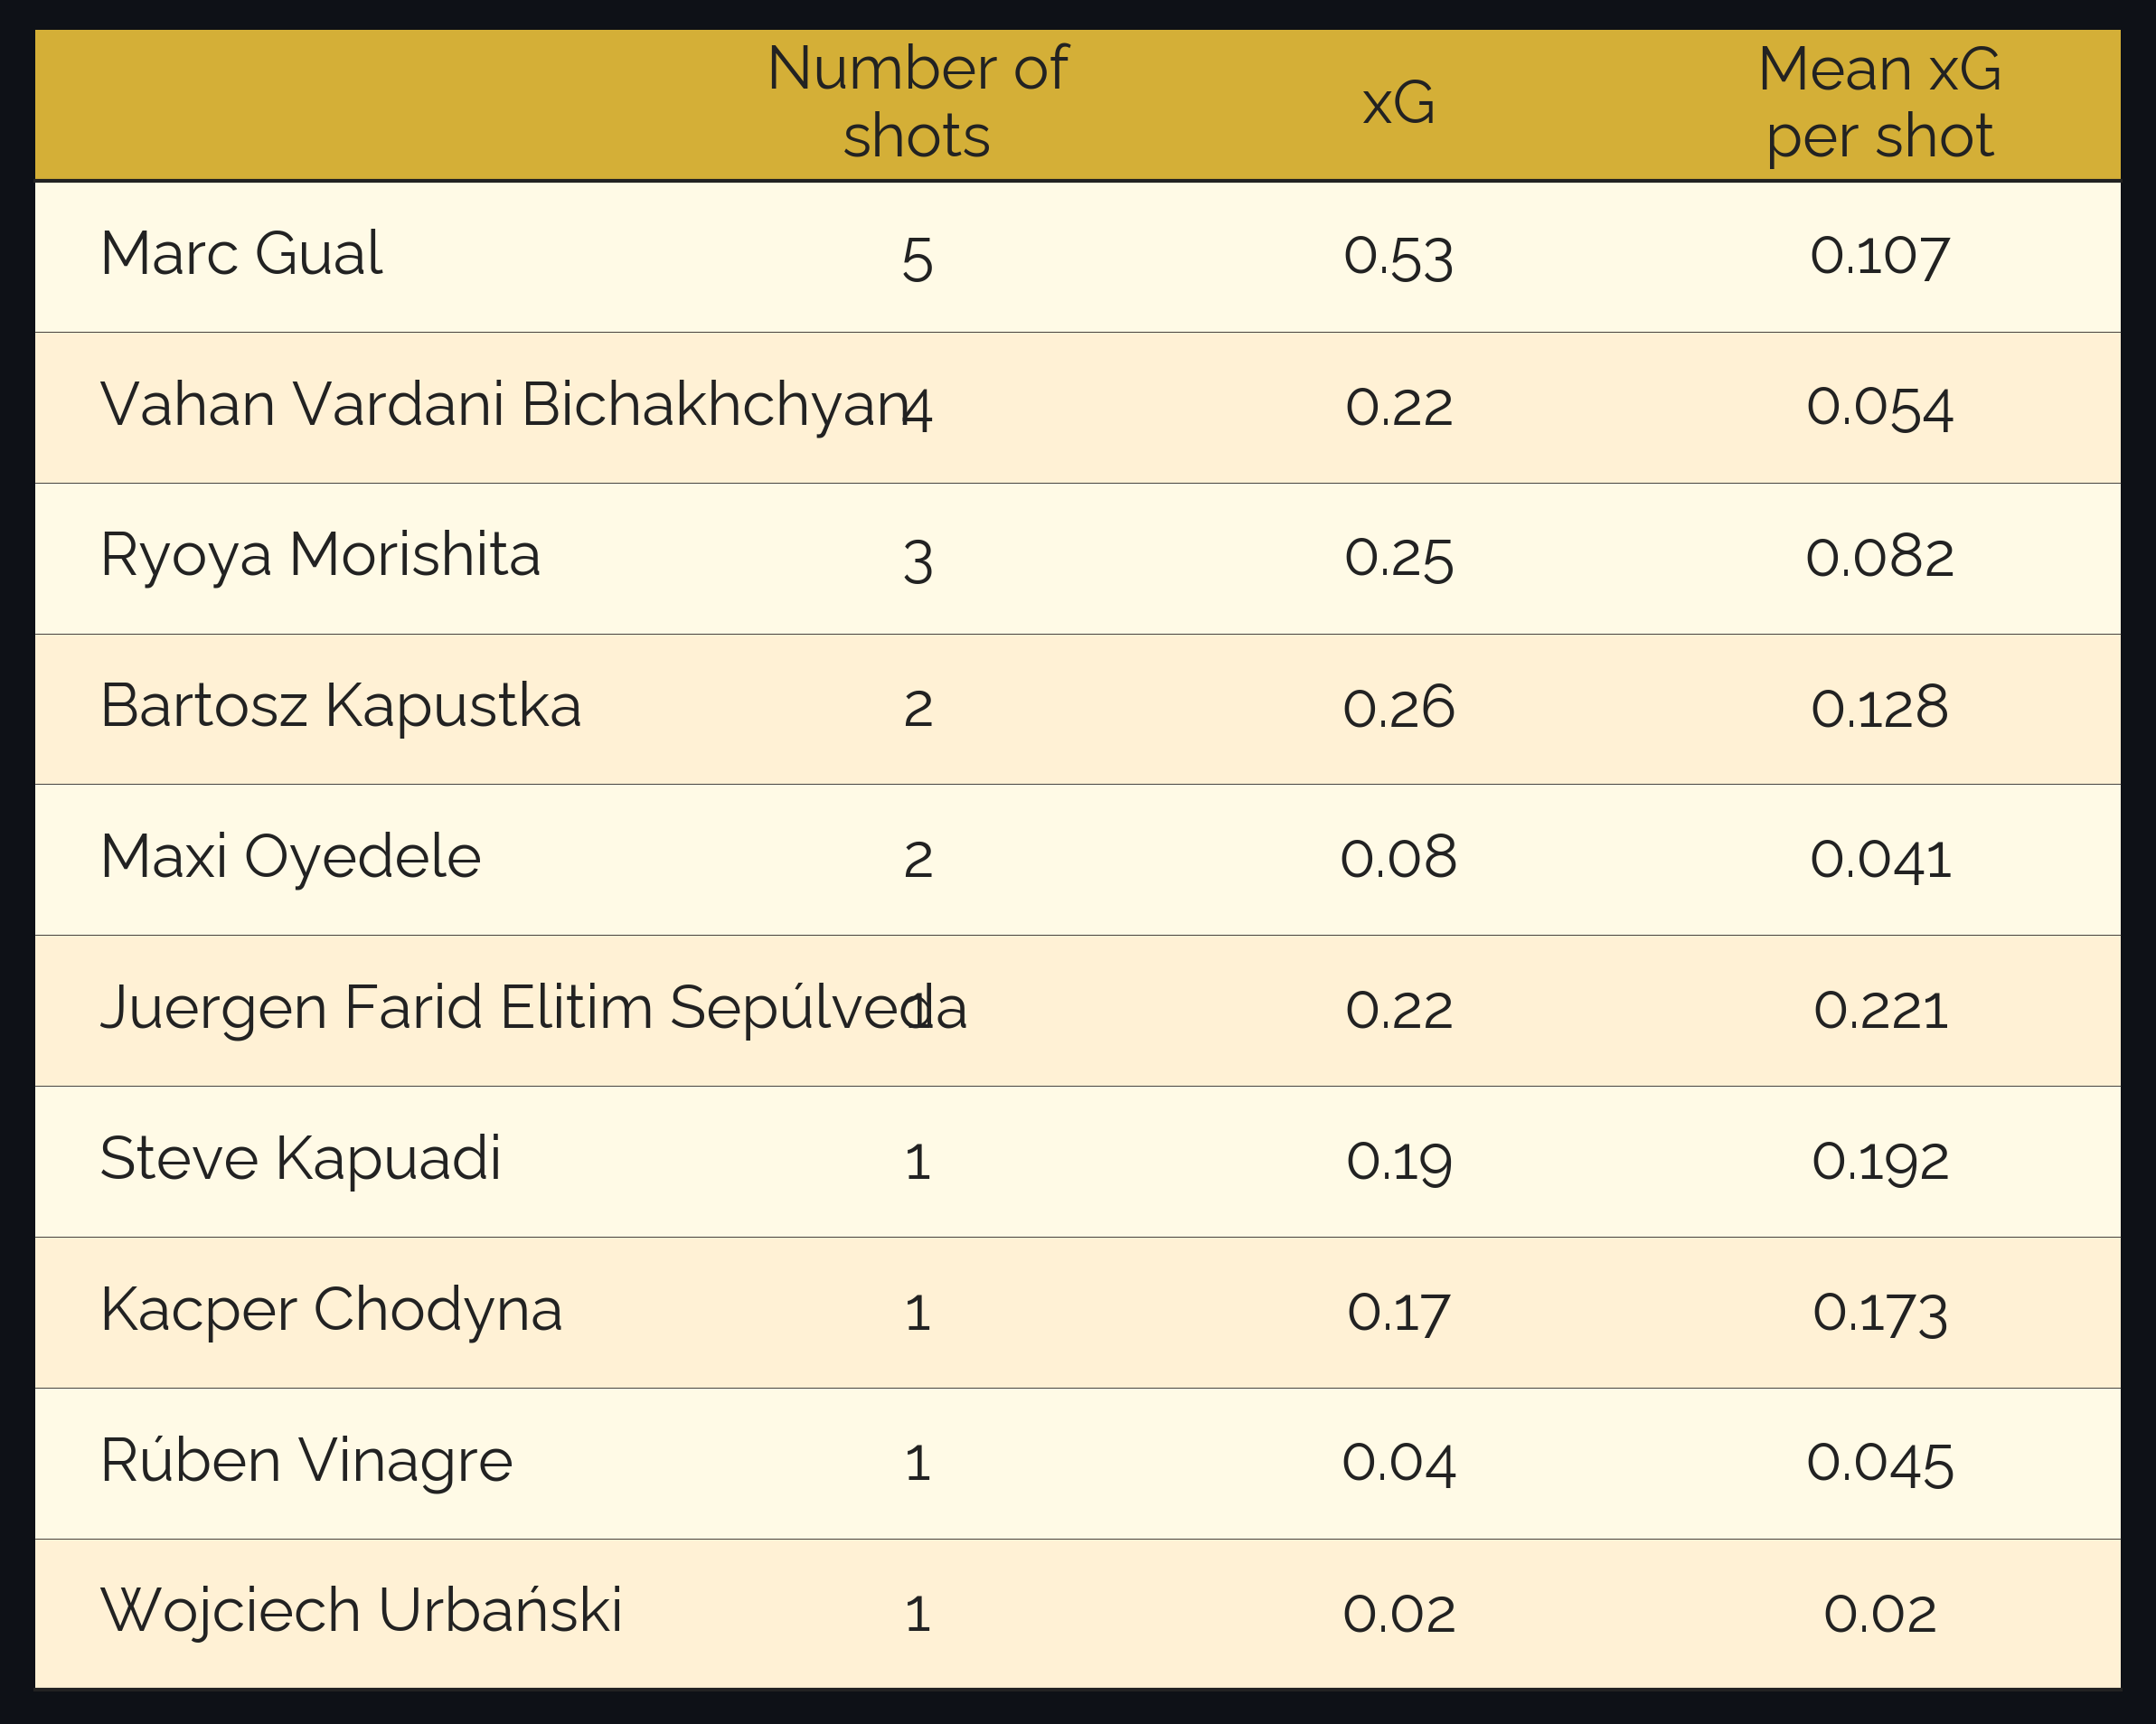 Number of shots xG Mean xG per shot
Marc Gual 5 0.53 0.107
Vahan Vardani Bichakhchyan 4 0.22 0.054
Ryoya Morishita 3 0.25 0.082
Bartosz Kapustka 2 0.26 0.128
Maxi Oyedele 2 0.08 0.041
Juergen Farid Elitim Sepúlveda 1 0.22 0.221
Steve Kapuadi 1 0.19 0.192
Kacper Chodyna 1 0.17 0.173
Rúben Vinagre 1 0.04 0.045
Wojciech Urbański 1 0.02 0.02